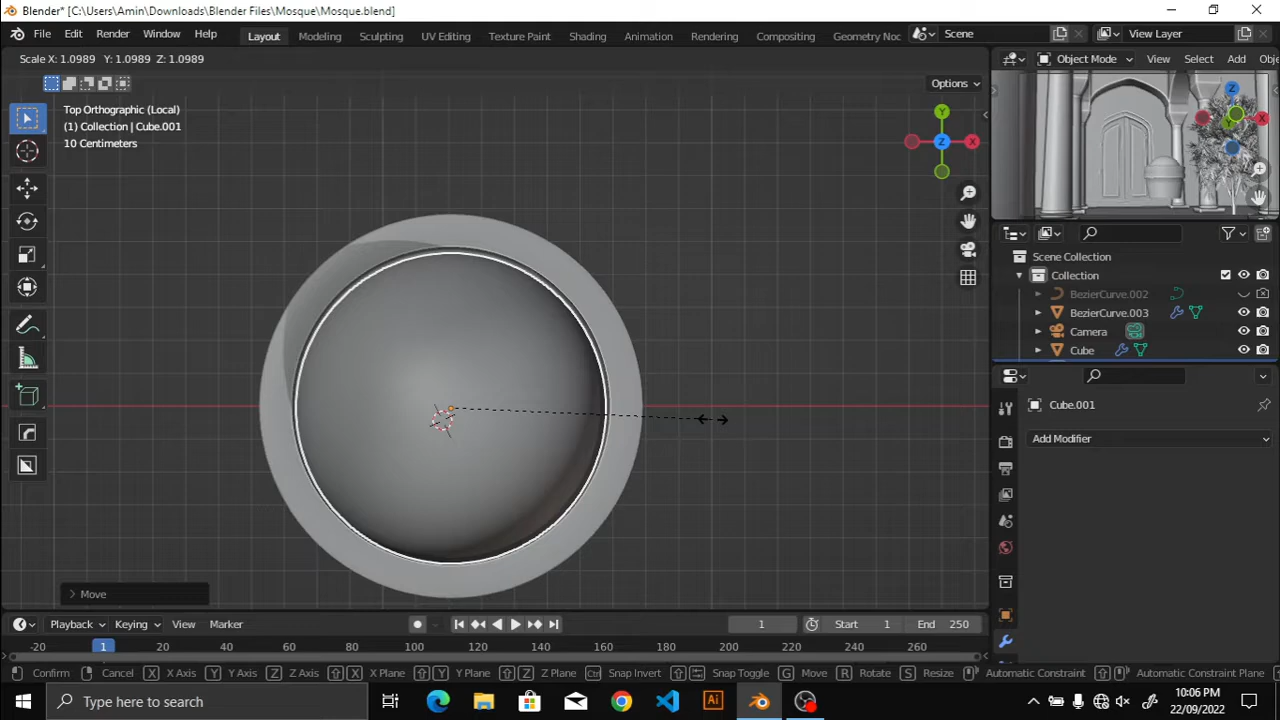 Blender* [C:\Users\Amin\Downloads\Blender Files\Mosque\Mosque.blend]
File Edit Render Window Help Layout Modeling Sculpting UV Editing Texture Paint Shading Animation Rendering Compositing Geometry Noc Scene View Layer
Scale X: 1.0989 Y: 1.0989 Z: 1.0989
Object Mode View Select Add Obje
Options
Top Orthographic (Local)
(1) Collection | Cube.001
10 Centimeters
Y
Z
X
Z
Y
X
Scene Collection
Collection
BezierCurve.002
BezierCurve.003
Camera
Cube
Cube.001
Add Modifier
Move
Playback Keying View Marker 1 Start 1 End 250
-20 1 20 40 60 80 100 120 140 160 180 200 220 240 260
Confirm Cancel X X Axis Y Y Axis Z Z Axis X X Plane Y Y Plane Z Z Plane Ctrl Snap Invert Snap Toggle G Move R Rotate S Resize Automatic Constraint Automatic Constraint Plane
Type here to search
Ai
10:06 PM
22/09/2022